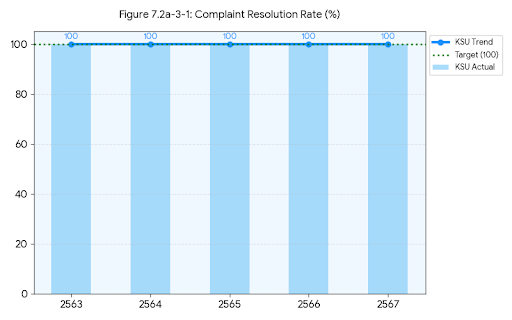 Figure 7.2a-3-1: Complaint Resolution Rate (%)
100 100 100 100 100
KSU Trend
Target (100)
KSU Actual
100
80
60
40
20
0
2563 2564 2565 2566 2567